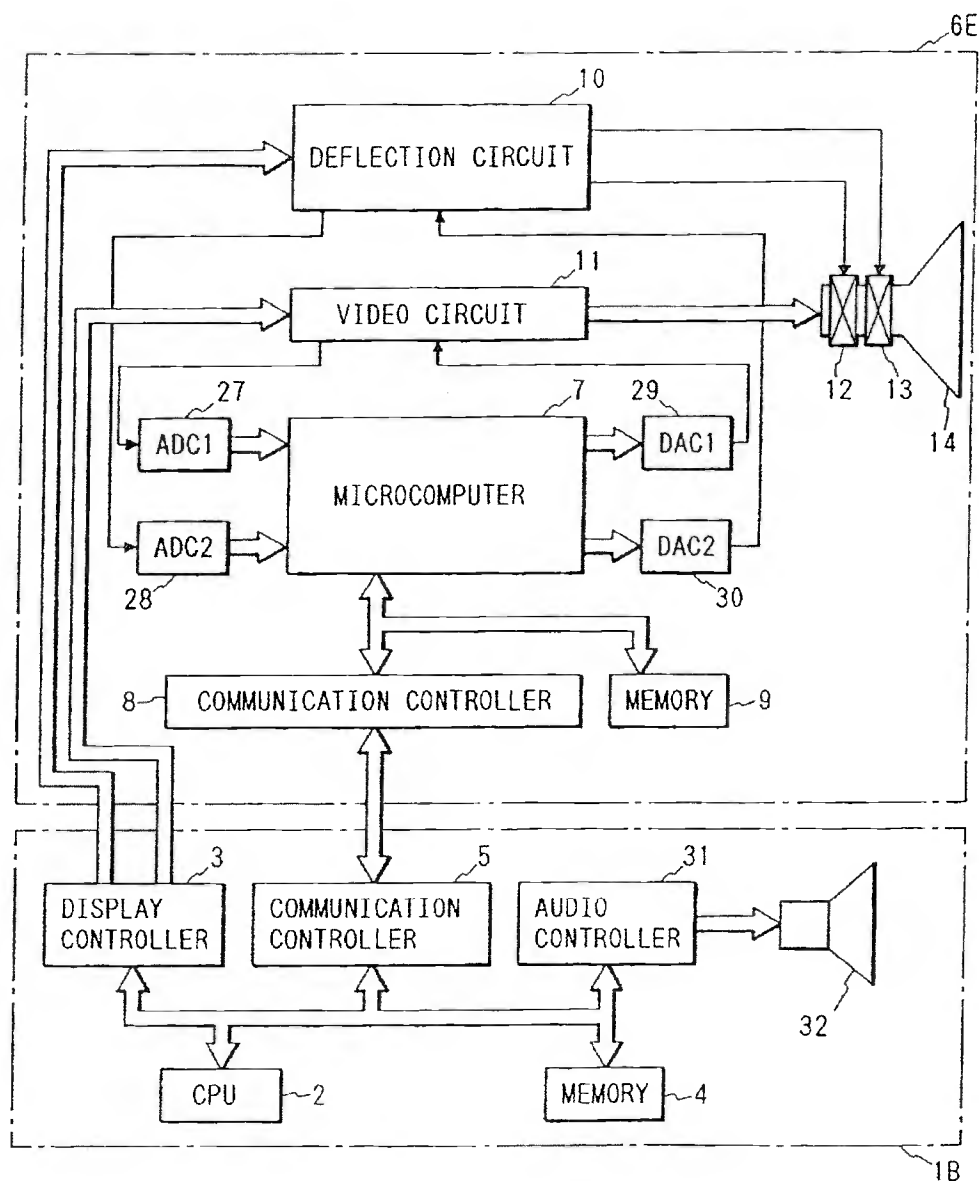 6E
10
DEFLECTION CIRCUIT
11
VIDEO CIRCUIT
12
13
14
27
7
29
ADC1
DAC1
MICROCOMPUTER
ADC2
DAC2
28
30
8
COMMUNICATION CONTROLLER
MEMORY
9
3
5
31
DISPLAY
CONTROLLER
COMMUNICATION
CONTROLLER
AUDIO
CONTROLLER
32
CPU
2
MEMORY
4
1B